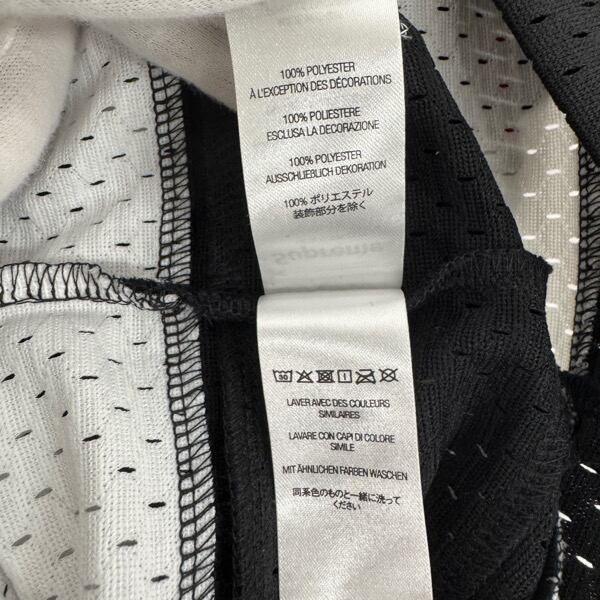 100% POLYESTER
À L'EXCEPTION DES DÉCORATIONS
100% POLIESTERE
ESCLUSA LA DECORAZIONE
100% POLYESTER
AUSSCHLIEßLICH DEKORATION
100% ポリエステル
装飾部分を除く
30
LAVER AVEC DES COULEURS
SIMILAIRES
LAVARE CON CAPI DI COLORE
SIMILE
MIT ÄHNLICHEN FARBEN WASCHEN
同系色のものと一緒に洗って
ください